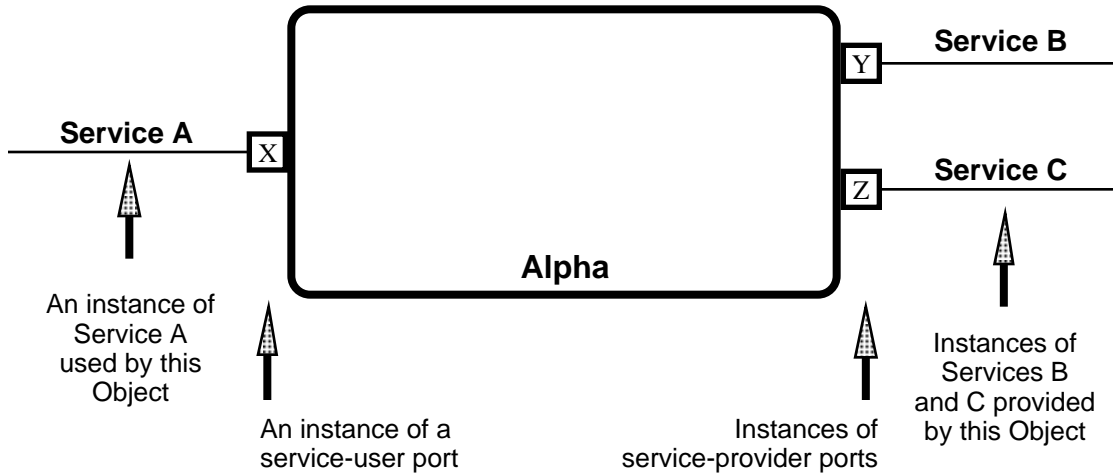 Service B
Y
Service A
X
Service C
Z
Alpha
An instance of
Service A
used by this
Object
Instances of
Services B
and C provided
by this Object
An instance of a
service-user port
Instances of
service-provider ports